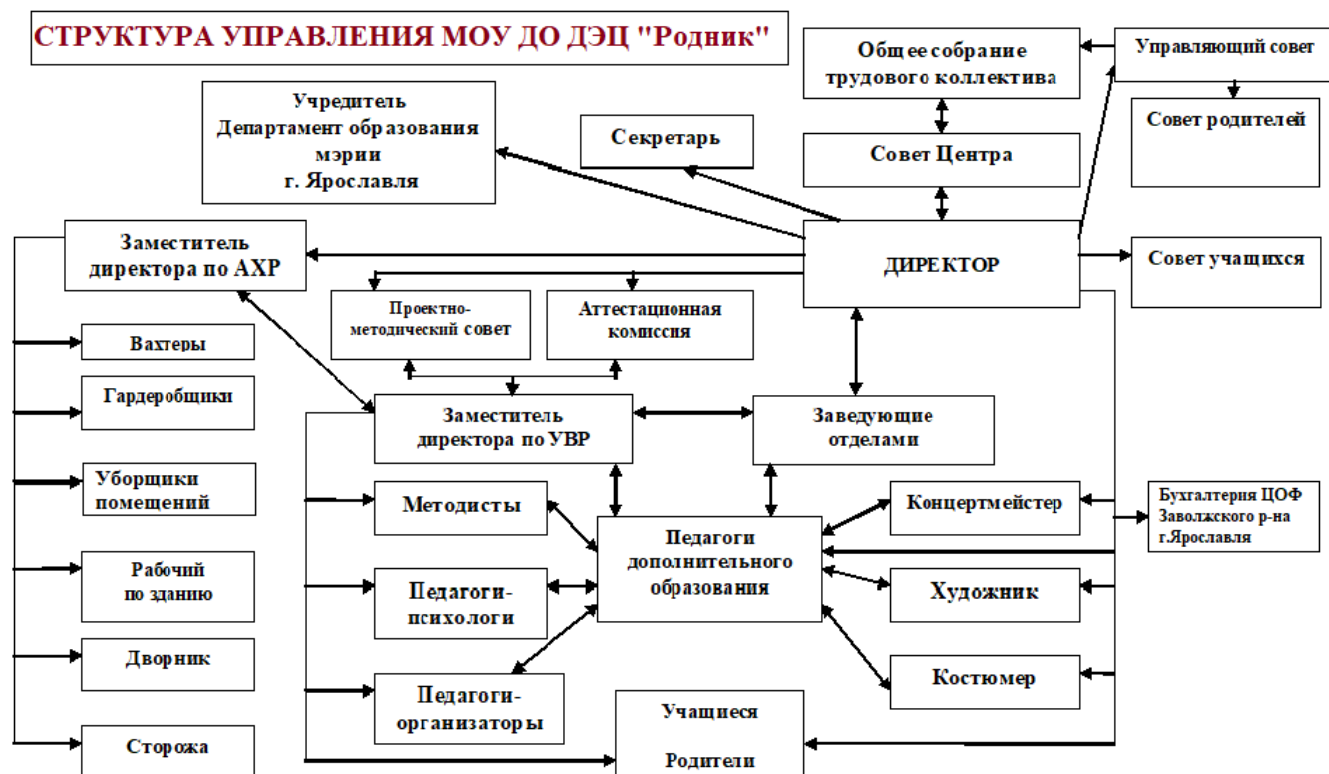 СТРУКТУРА УПРАВЛЕНИЯ МОУ ДО ДЭЦ "Родник"
Общее собрание
трудового коллектива
Управляющий совет
Учредитель
Департамент образования
мэрии
г. Ярославля
Секретарь
Совет Центра
Совет родителей
Заместитель
директора по АХР
ДИРЕКТОР
Совет учащихся
Проектно-
методический совет
Аттестационная
комиссия
Вахтеры
Гардеробщики
Заместитель
директора по УВР
Заведующие
отделами
Уборщики
помещений
Методисты
Концертмейстер
Бухгалтерия ЦОФ
Заволжского р-на
г.Ярославля
Педагоги
дополнительного
образования
Рабочий
по зданию
Педагоги-
психологи
Художник
Дворник
Педагоги-
организаторы
Костюмер
Сторожа
Учащиеся
Родители